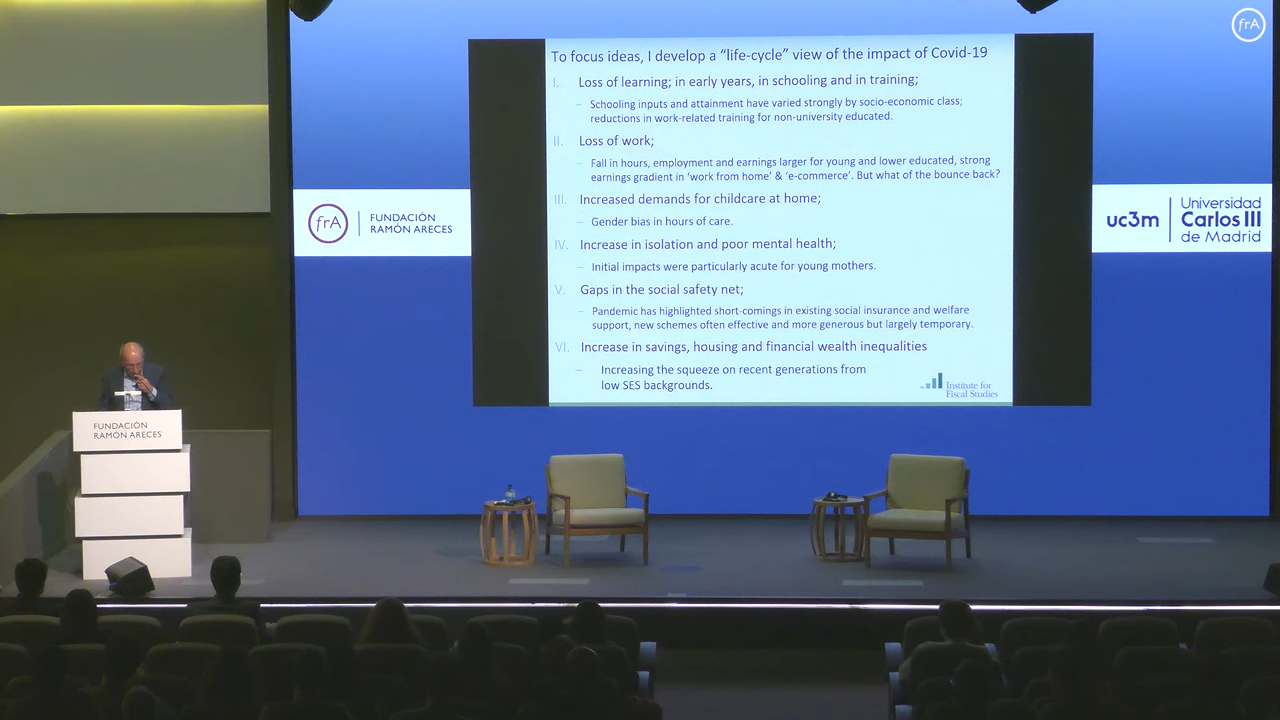 frA
To focus ideas, I develop a “life-cycle” view of the impact of Covid-19
I. Loss of learning; in early years, in schooling and in training;
– Schooling inputs and attainment have varied strongly by socio-economic class;
reductions in work-related training for non-university educated.
II. Loss of work;
– Fall in hours, employment and earnings larger for young and lower educated, strong
earnings gradient in ‘work from home’ & ‘e-commerce’. But what of the bounce back?
III. Increased demands for childcare at home;
– Gender bias in hours of care.
IV. Increase in isolation and poor mental health;
– Initial impacts were particularly acute for young mothers.
V. Gaps in the social safety net;
– Pandemic has highlighted short-comings in existing social insurance and welfare
support, new schemes often effective and more generous but largely temporary.
VI. Increase in savings, housing and financial wealth inequalities
– Increasing the squeeze on recent generations from
low SES backgrounds.
Institute for
Fiscal Studies
frA
FUNDACIÓN
RAMÓN ARECES
uc3m
Universidad
Carlos III
de Madrid
FUNDACIÓN
RAMÓN ARECES